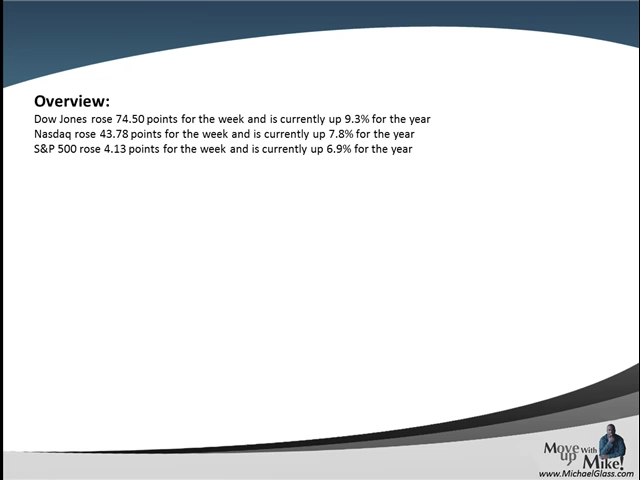 Overview:
Dow Jones rose 74.50 points for the week and is currently up 9.3% for the year
Nasdaq rose 43.78 points for the week and is currently up 7.8% for the year
S&P 500 rose 4.13 points for the week and is currently up 6.9% for the year
Move up With Mike!
www.MichaelGlass.com